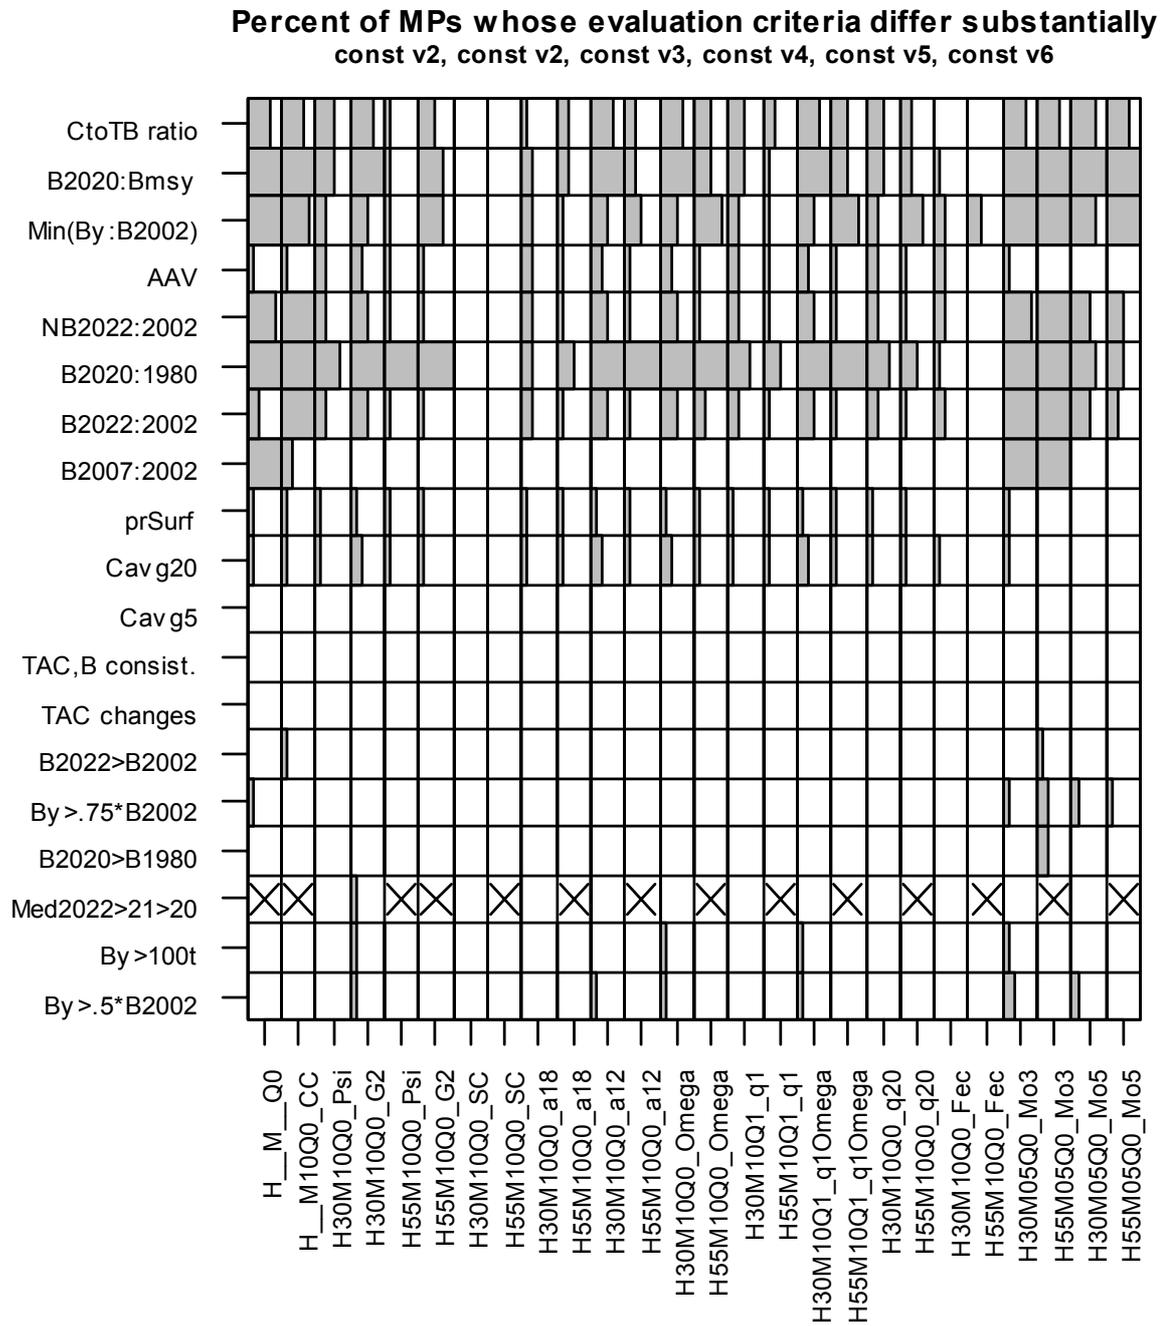 Percent of MPs whose evaluation criteria differ substantially
const v2, const v2, const v3, const v4, const v5, const v6
CtoTB ratio
B2020:Bmsy
Min(By:B2002)
AAV
NB2022:2002
B2020:1980
B2022:2002
B2007:2002
prSurf
Cavg20
Cavg5
TAC,B consist.
TAC changes
B2022>B2002
By>.75*B2002
B2020>B1980
Med2022>21>20
By>100t
By>.5*B2002
H__M__Q0
H__M10Q0_CC
H30M10Q0_Psi
H30M10Q0_G2
H55M10Q0_Psi
H55M10Q0_G2
H30M10Q0_SC
H55M10Q0_SC
H30M10Q0_a18
H55M10Q0_a18
H30M10Q0_a12
H55M10Q0_a12
H30M10Q0_Omega
H55M10Q0_Omega
H30M10Q1_q1
H55M10Q1_q1
H30M10Q1_q1Omega
H55M10Q1_q1Omega
H30M10Q0_q20
H55M10Q0_q20
H30M10Q0_Fec
H55M10Q0_Fec
H30M05Q0_Mo3
H55M05Q0_Mo3
H30M05Q0_Mo5
H55M05Q0_Mo5